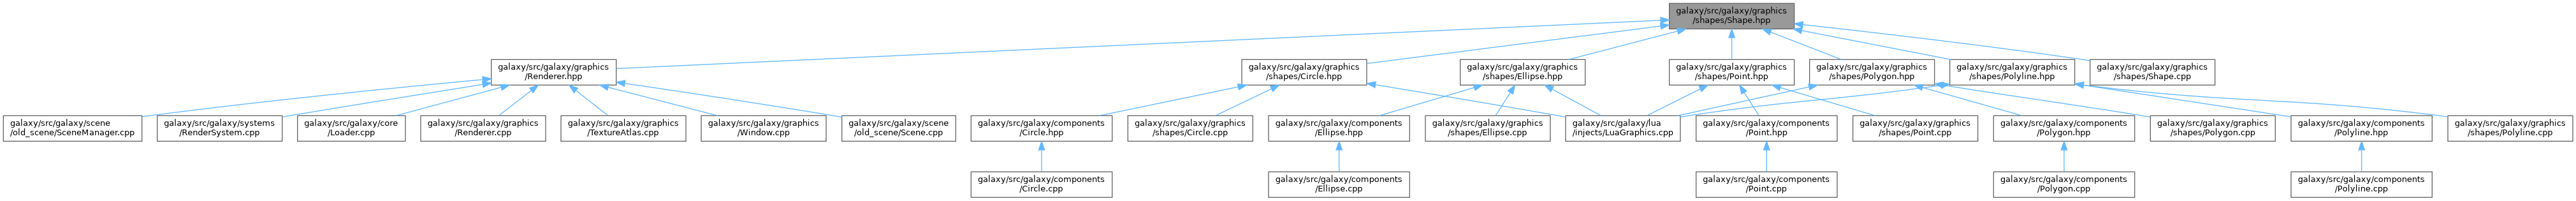 galaxy/src/galaxy/graphics
/shapes/Shape.hpp
galaxy/src/galaxy/graphics
/Renderer.hpp
galaxy/src/galaxy/graphics
/shapes/Circle.hpp
galaxy/src/galaxy/graphics
/shapes/Ellipse.hpp
galaxy/src/galaxy/graphics
/shapes/Point.hpp
galaxy/src/galaxy/graphics
/shapes/Polygon.hpp
galaxy/src/galaxy/graphics
/shapes/Polyline.hpp
galaxy/src/galaxy/graphics
/shapes/Shape.cpp
galaxy/src/galaxy/scene
/old_scene/SceneManager.cpp
galaxy/src/galaxy/systems
/RenderSystem.cpp
galaxy/src/galaxy/core
/Loader.cpp
galaxy/src/galaxy/graphics
/Renderer.cpp
galaxy/src/galaxy/graphics
/TextureAtlas.cpp
galaxy/src/galaxy/graphics
/Window.cpp
galaxy/src/galaxy/scene
/old_scene/Scene.cpp
galaxy/src/galaxy/components
/Circle.hpp
galaxy/src/galaxy/graphics
/shapes/Circle.cpp
galaxy/src/galaxy/components
/Ellipse.hpp
galaxy/src/galaxy/graphics
/shapes/Ellipse.cpp
galaxy/src/galaxy/lua
/injects/LuaGraphics.cpp
galaxy/src/galaxy/components
/Point.hpp
galaxy/src/galaxy/graphics
/shapes/Point.cpp
galaxy/src/galaxy/components
/Polygon.hpp
galaxy/src/galaxy/graphics
/shapes/Polygon.cpp
galaxy/src/galaxy/components
/Polyline.hpp
galaxy/src/galaxy/graphics
/shapes/Polyline.cpp
galaxy/src/galaxy/components
/Circle.cpp
galaxy/src/galaxy/components
/Ellipse.cpp
galaxy/src/galaxy/components
/Point.cpp
galaxy/src/galaxy/components
/Polygon.cpp
galaxy/src/galaxy/components
/Polyline.cpp